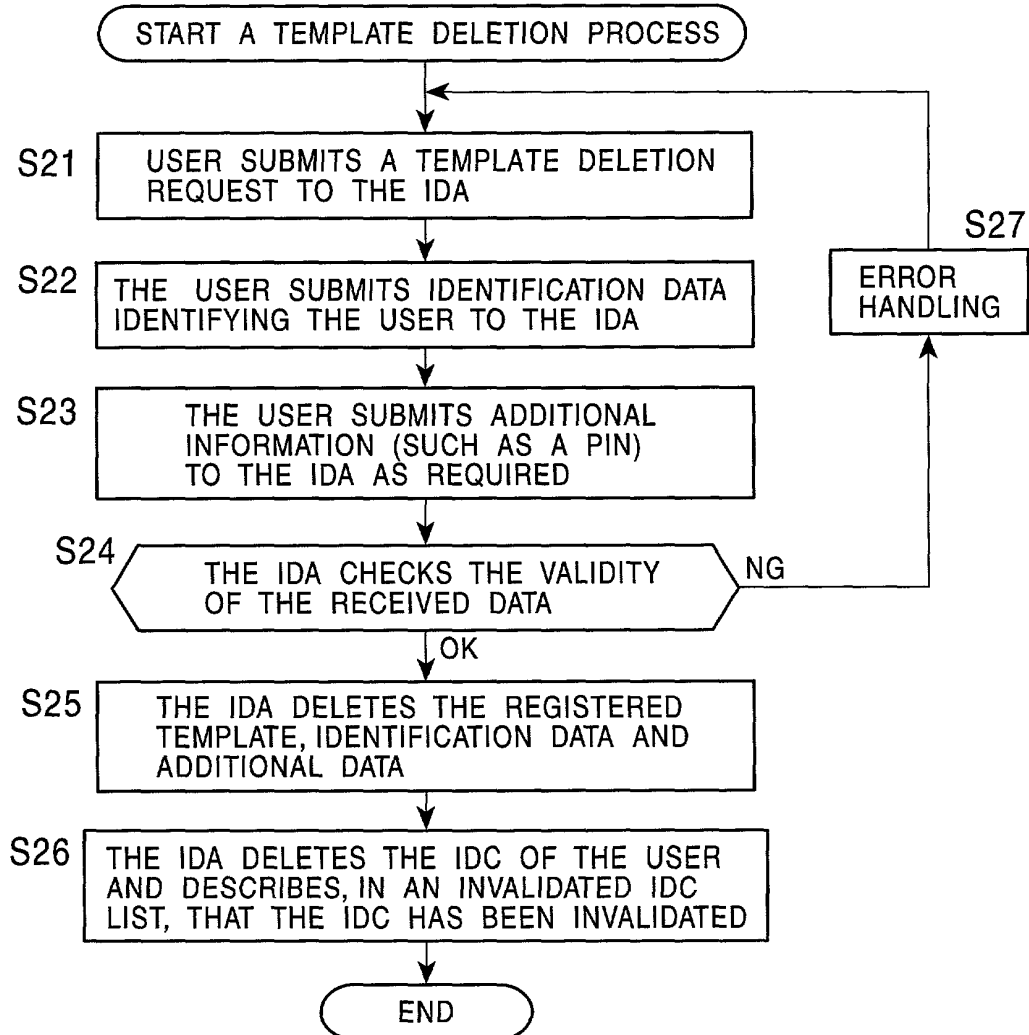 START A TEMPLATE DELETION PROCESS
S21
USER SUBMITS A TEMPLATE DELETION
REQUEST TO THE IDA
S27
ERROR
HANDLING
S22
THE USER SUBMITS IDENTIFICATION DATA
IDENTIFYING THE USER TO THE IDA
S23
THE USER SUBMITS ADDITIONAL
INFORMATION (SUCH AS A PIN)
TO THE IDA AS REQUIRED
S24
THE IDA CHECKS THE VALIDITY
OF THE RECEIVED DATA
NG
OK
S25
THE IDA DELETES THE REGISTERED
TEMPLATE, IDENTIFICATION DATA AND
ADDITIONAL DATA
S26
THE IDA DELETES THE IDC OF THE USER
AND DESCRIBES, IN AN INVALIDATED IDC
LIST, THAT THE IDC HAS BEEN INVALIDATED
END